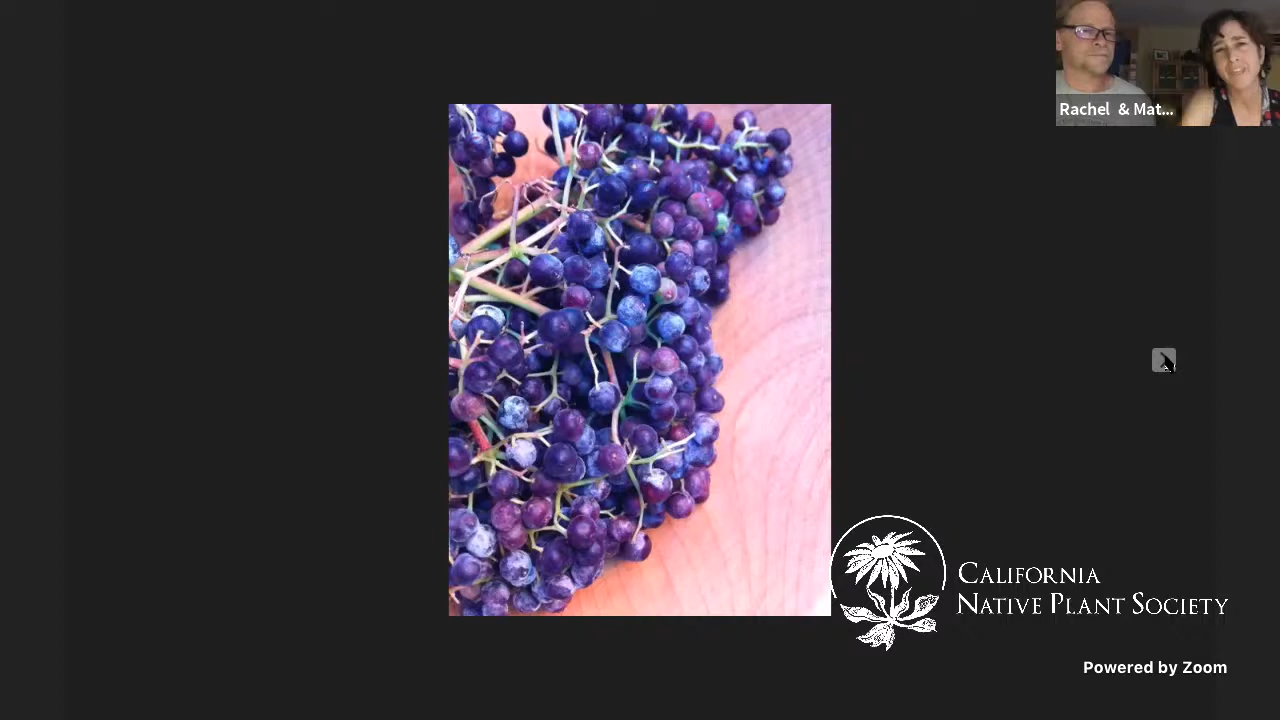 Rachel & Mat...
CALIFORNIA
NATIVE PLANT SOCIETY
Powered by Zoom